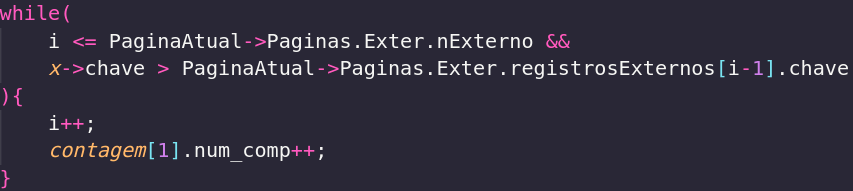 while(
    i <= PaginaAtual->Paginas.Exter.nExterno &&
    x->chave > PaginaAtual->Paginas.Exter.registrosExternos[i-1].chave
){
    i++;
    contagem[1].num_comp++;
}